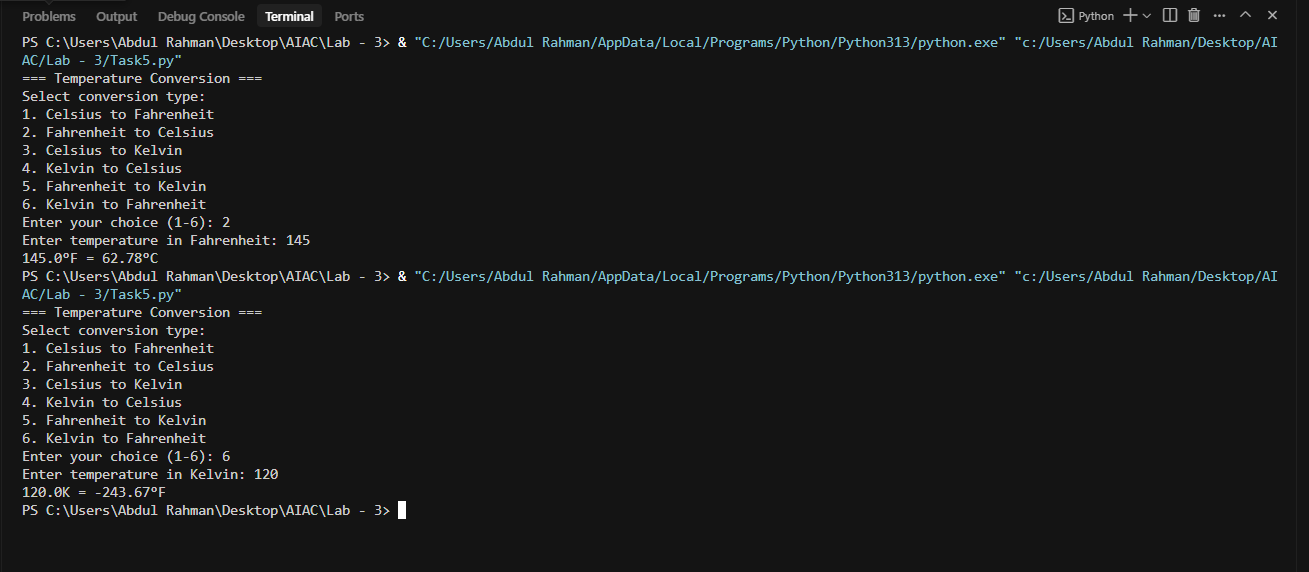 Problems Output Debug Console Terminal Ports Python
PS C:\Users\Abdul Rahman\Desktop\AIAC\Lab - 3> & "C:/Users/Abdul Rahman/AppData/Local/Programs/Python/Python313/python.exe" "c:/Users/Abdul Rahman/Desktop/AI
AC/Lab - 3/Task5.py"
=== Temperature Conversion ===
Select conversion type:
1. Celsius to Fahrenheit
2. Fahrenheit to Celsius
3. Celsius to Kelvin
4. Kelvin to Celsius
5. Fahrenheit to Kelvin
6. Kelvin to Fahrenheit
Enter your choice (1-6): 2
Enter temperature in Fahrenheit: 145
145.0°F = 62.78°C
PS C:\Users\Abdul Rahman\Desktop\AIAC\Lab - 3> & "C:/Users/Abdul Rahman/AppData/Local/Programs/Python/Python313/python.exe" "c:/Users/Abdul Rahman/Desktop/AI
AC/Lab - 3/Task5.py"
=== Temperature Conversion ===
Select conversion type:
1. Celsius to Fahrenheit
2. Fahrenheit to Celsius
3. Celsius to Kelvin
4. Kelvin to Celsius
5. Fahrenheit to Kelvin
6. Kelvin to Fahrenheit
Enter your choice (1-6): 6
Enter temperature in Kelvin: 120
120.0K = -243.67°F
PS C:\Users\Abdul Rahman\Desktop\AIAC\Lab - 3>